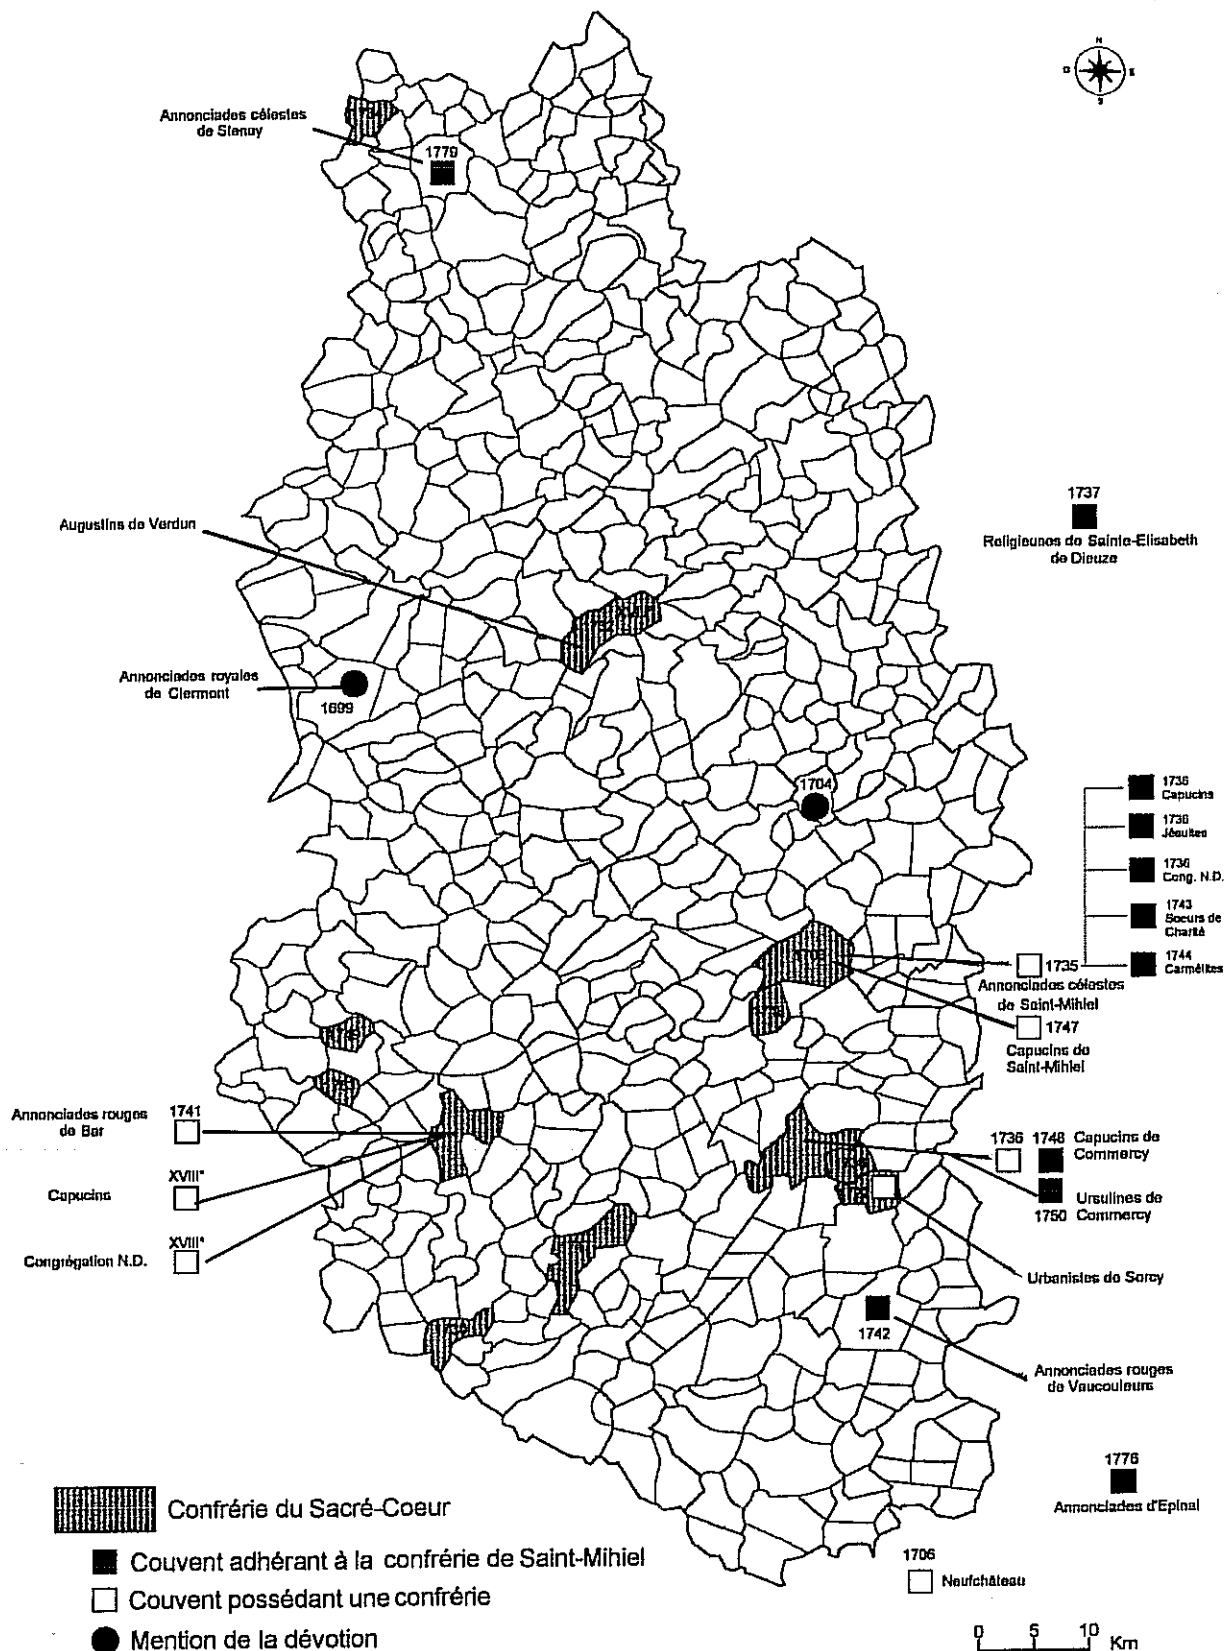 N
O
E
S
Annonciades célestes
de Stenay
1779
Augustins de Verdun
1737
Religieuses de Sainte-Elisabeth
de Dieuze
Annonciades royales
de Clermont
1699
1704
1736
Capucins
1736
Jésuites
1736
Cong. N.D.
1743
Soeurs de
Charité
1744
Carmélites
1735
Annonciades célestes
de Saint-Mihiel
1747
Capucins de
Saint-Mihiel
Annonciades rouges
de Bar
1741
Capucins
XVIII°
Congrégation N.D.
XVIII°
1736
1748
Capucins de
Commercy
1750
Ursulines de
Commercy
Urbanistes de Sorcy
1742
Annonciades rouges
de Vaucouleurs
1776
Annonciades d'Epinal
1706
Neufchâteau
Confrérie du Sacré-Coeur
Couvent adhérant à la confrérie de Saint-Mihiel
Couvent possédant une confrérie
Mention de la dévotion
0 5 10
Km